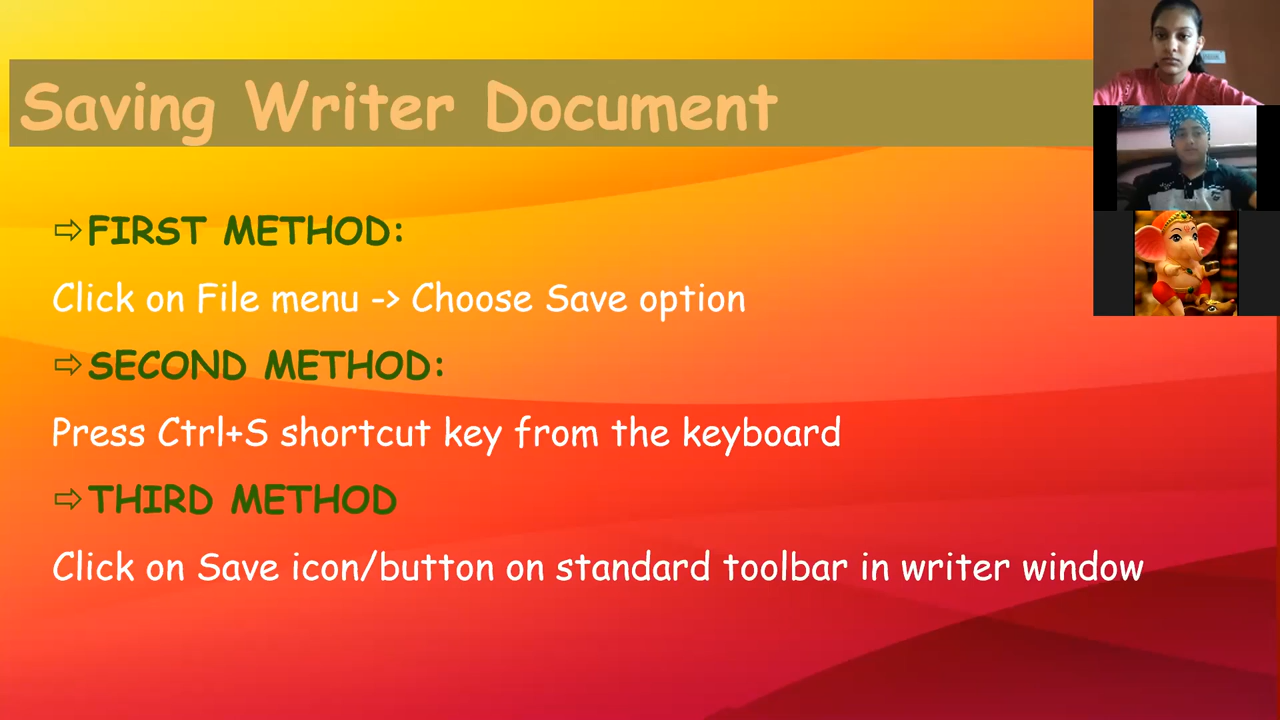 Saving Writer Document
⇨FIRST METHOD:
Click on File menu -> Choose Save option
⇨SECOND METHOD:
Press Ctrl+S shortcut key from the keyboard
⇨THIRD METHOD
Click on Save icon/button on standard toolbar in writer window